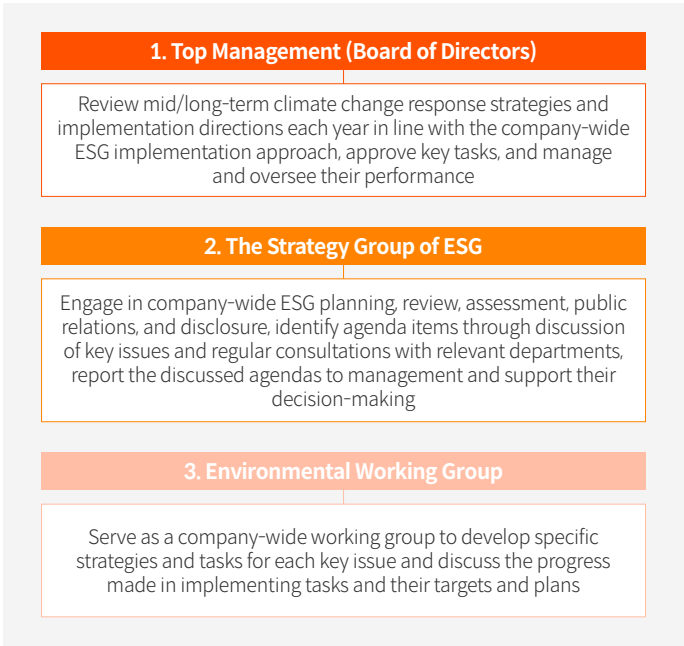 1. Top Management (Board of Directors)
Review mid/long-term climate change response strategies and
implementation directions each year in line with the company-wide
ESG implementation approach, approve key tasks, and manage
and oversee their performance
2. The Strategy Group of ESG
Engage in company-wide ESG planning, review, assessment, public
relations, and disclosure, identify agenda items through discussion
of key issues and regular consultations with relevant departments,
report the discussed agendas to management and support their
decision-making
3. Environmental Working Group
Serve as a company-wide working group to develop specific
strategies and tasks for each key issue and discuss the progress
made in implementing tasks and their targets and plans